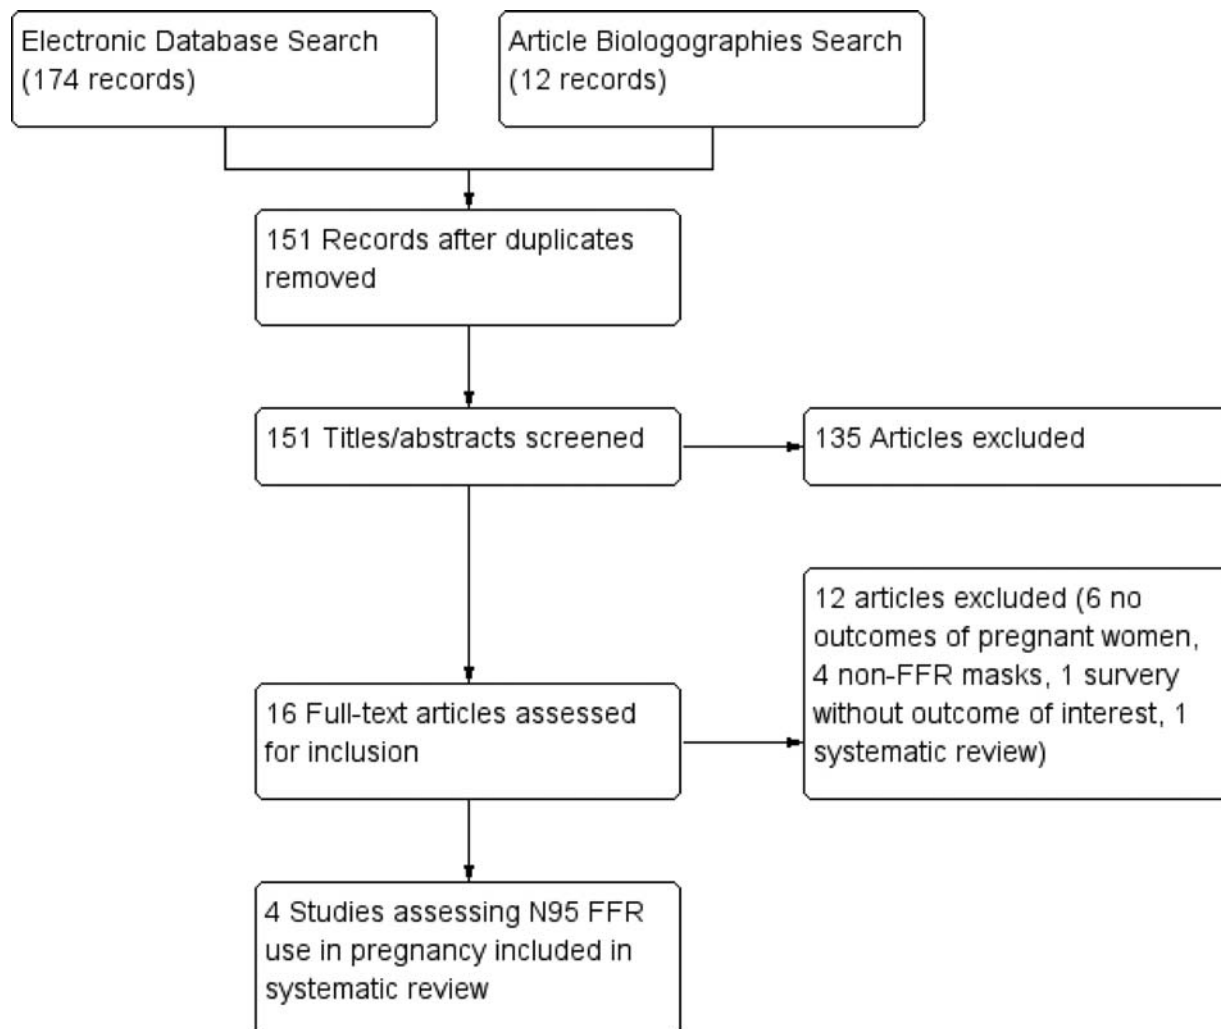 Electronic Database Search
(174 records)
Article Biologographies Search
(12 records)
151 Records after duplicates
removed
151 Titles/abstracts screened
135 Articles excluded
12 articles excluded (6 no
outcomes of pregnant women,
4 non-FFR masks, 1 survery
without outcome of interest, 1
systematic review)
16 Full-text articles assessed
for inclusion
4 Studies assessing N95 FFR
use in pregnancy included in
systematic review